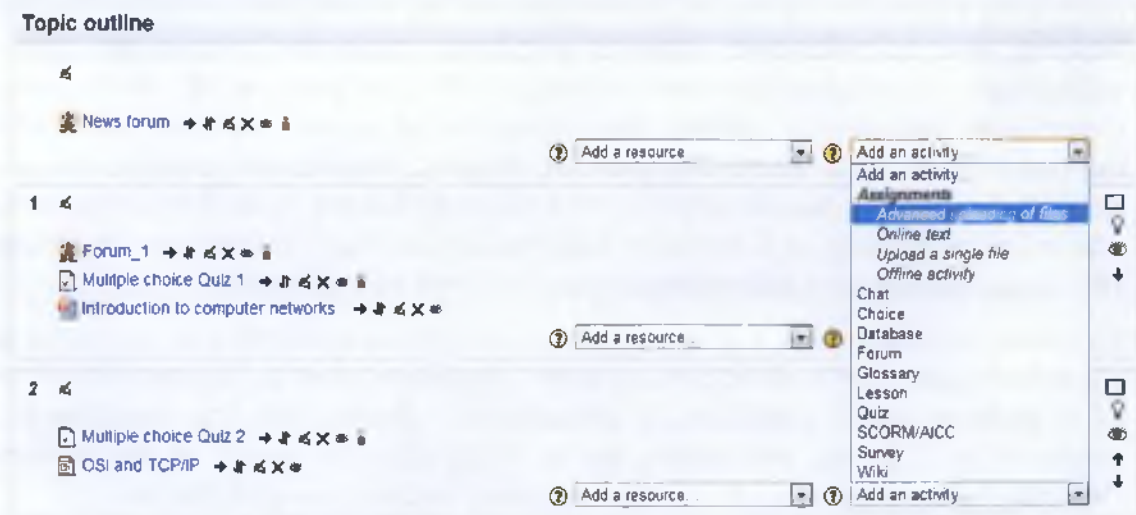 Topic outline
News forum
Add a resource...
Add an activity...
Add an activity...
Assignments
Advanced uploading of files
Online text
Upload a single file
Offline activity
Chat
Choice
Database
Forum
Glossary
Lesson
Quiz
SCORM/AICC
Survey
Wiki
1
Forum_1
Multiple choice Quiz 1
Introduction to computer networks
Add a resource...
2
Multiple choice Quiz 2
OSI and TCP/IP
Add a resource...
Add an activity...